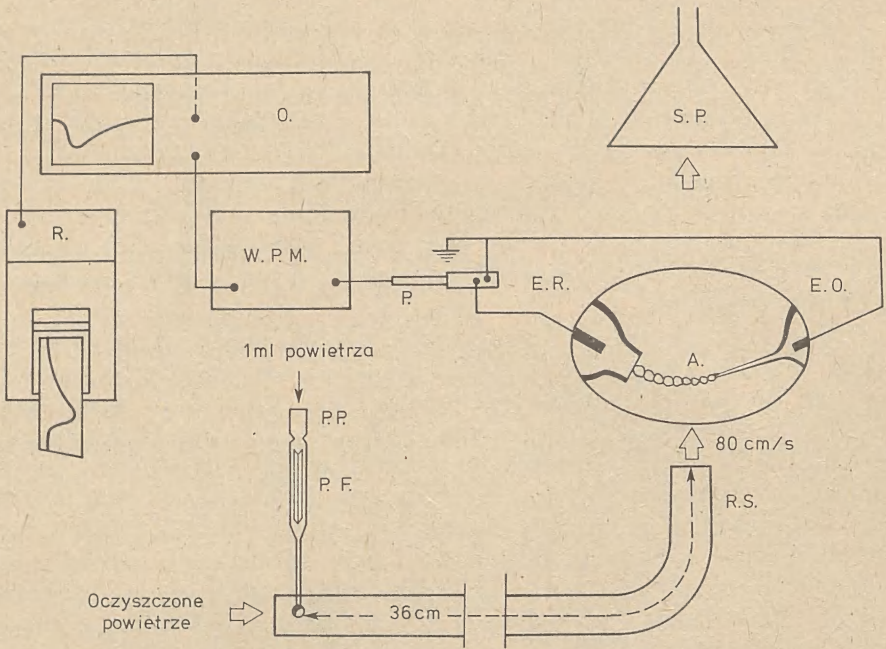 O.
S. P.
R.
W. P. M.
P.
E.R.
E.O.
A.
1ml powietrza
P.P.
P. F.
80 cm/s
R.S.
Oczyszczone
powietrze
36cm